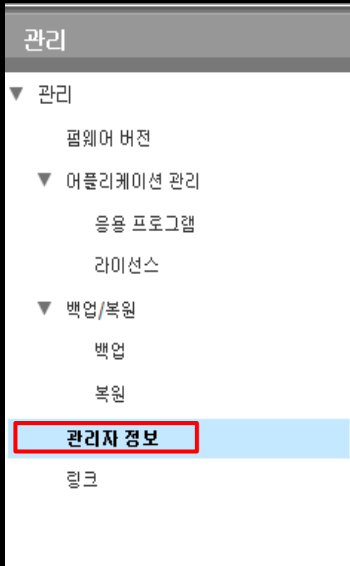 관리
관리
펌웨어 버전
어플리케이션 관리
응용 프로그램
라이선스
백업/복원
백업
복원
관리자 정보
링크